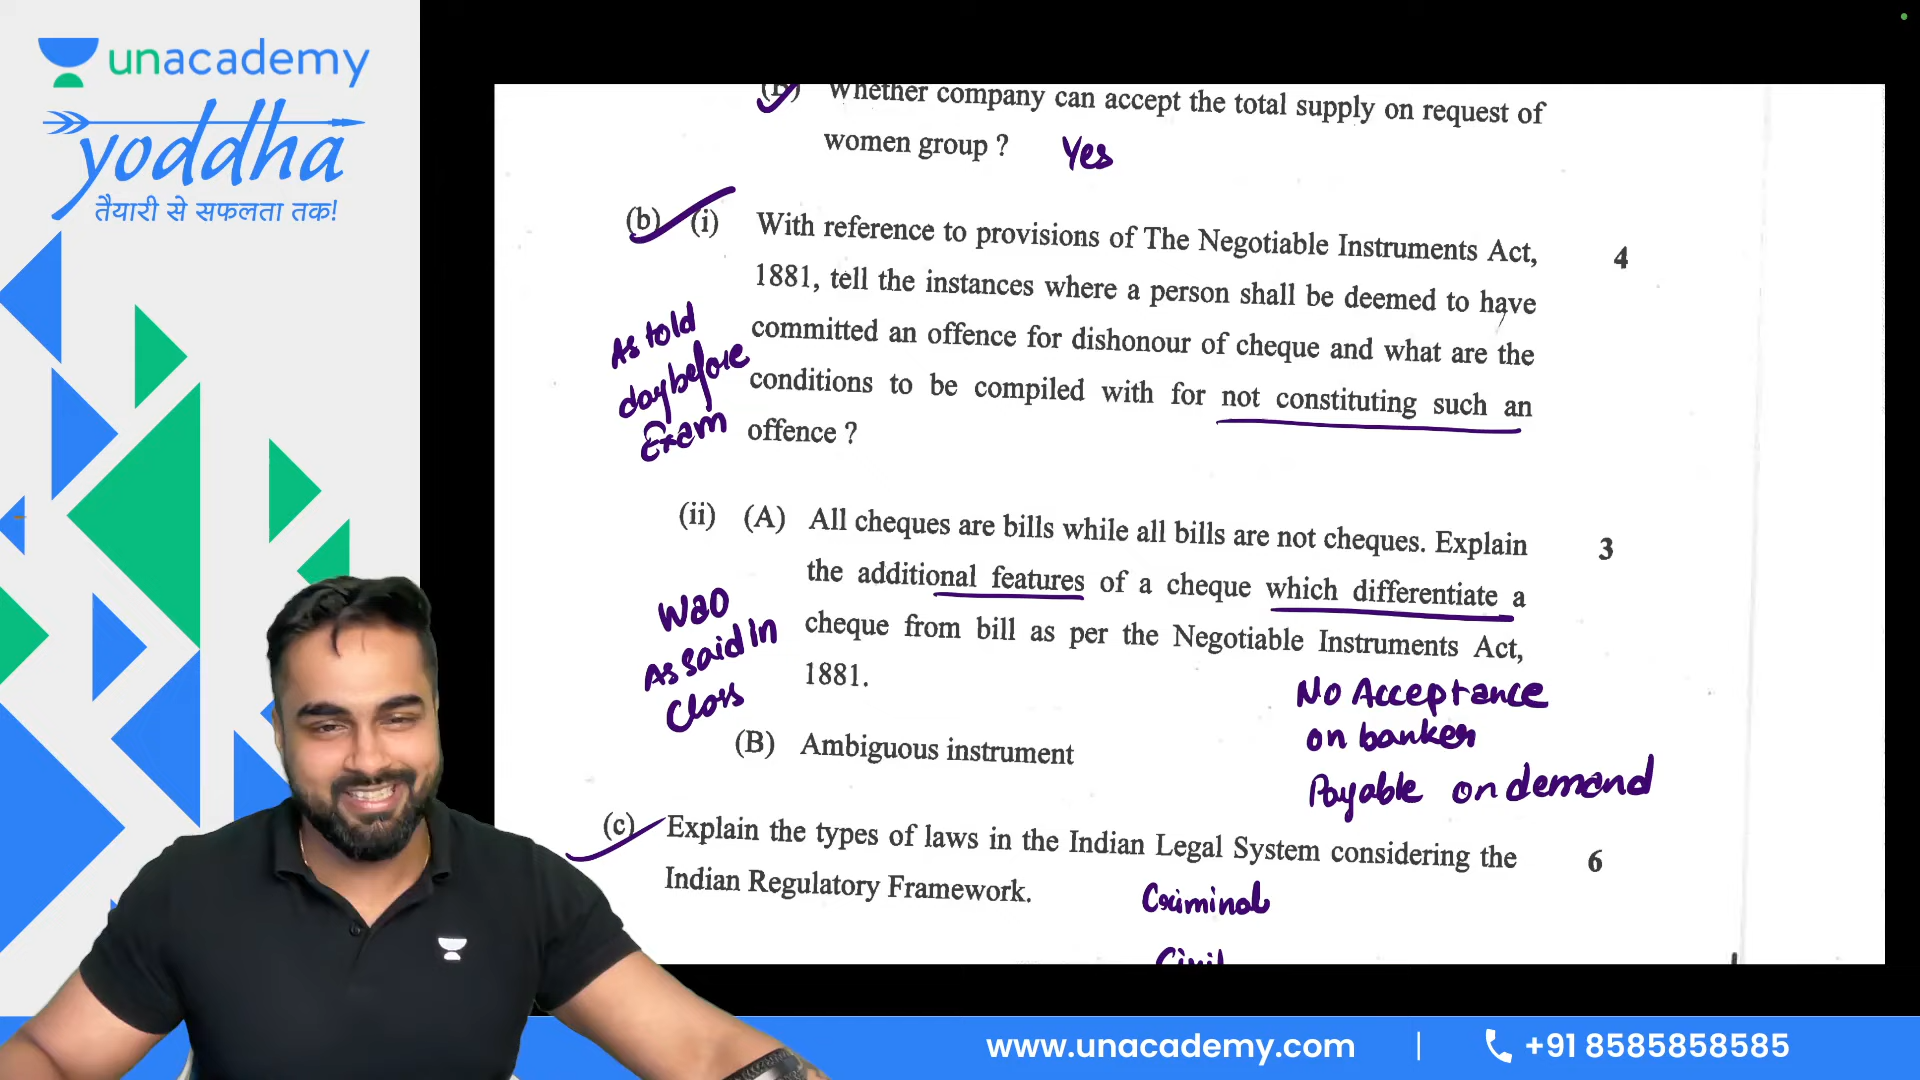 unacademy
yoddha
तैयारी से सफलता तक!
(B) Whether company can accept the total supply on request of
women group ? Yes
(b) (i) With reference to provisions of The Negotiable Instruments Act, 4
1881, tell the instances where a person shall be deemed to have
committed an offence for dishonour of cheque and what are the
conditions to be compiled with for not constituting such an
offence ?
As told
day before
Exam
(ii) (A) All cheques are bills while all bills are not cheques. Explain 3
the additional features of a cheque which differentiate a
cheque from bill as per the Negotiable Instruments Act,
1881.
Wao
As said In
Class
No Acceptance
on banker
Payable on demand
(B) Ambiguous instrument
(c) Explain the types of laws in the Indian Legal System considering the 6
Indian Regulatory Framework.
Criminal
Civil
www.unacademy.com | +91 8585858585